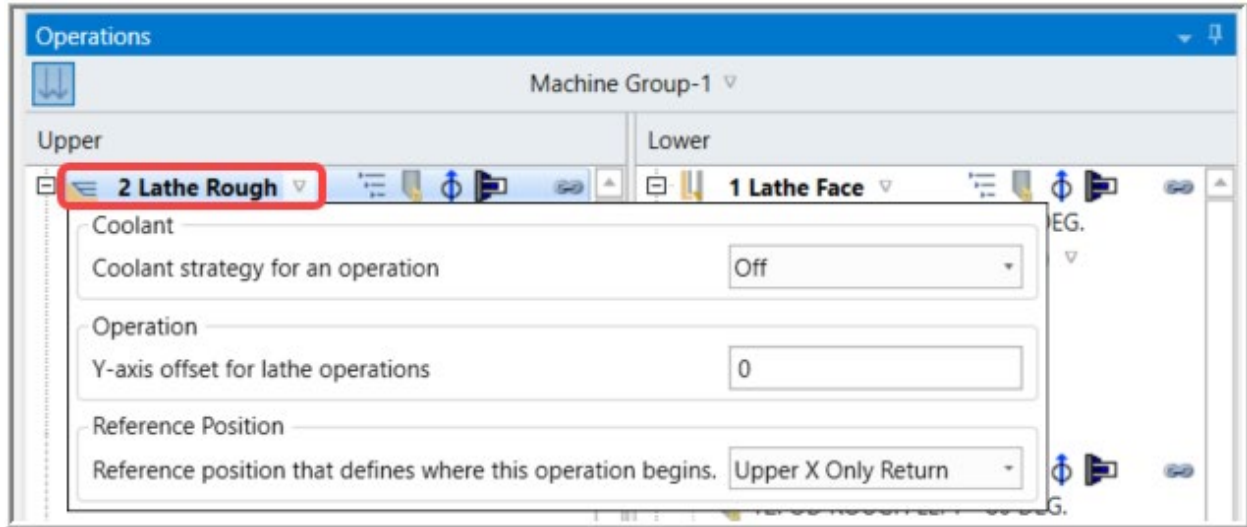 Operations
Machine Group-1
Upper
Lower
2 Lathe Rough
1 Lathe Face
EG.
Coolant
Coolant strategy for an operation
Off
Operation
Y-axis offset for lathe operations
0
Reference Position
Reference position that defines where this operation begins.
Upper X Only Return